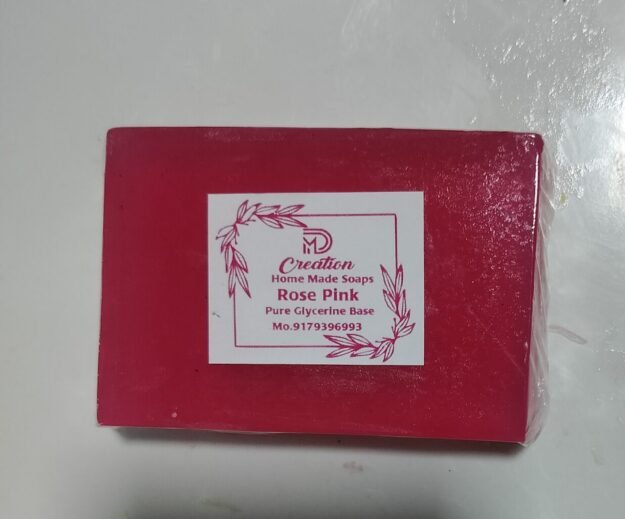 MD
Creation
Home Made Soaps
Rose Pink
Pure Glycerine Base
Mo.9179396993